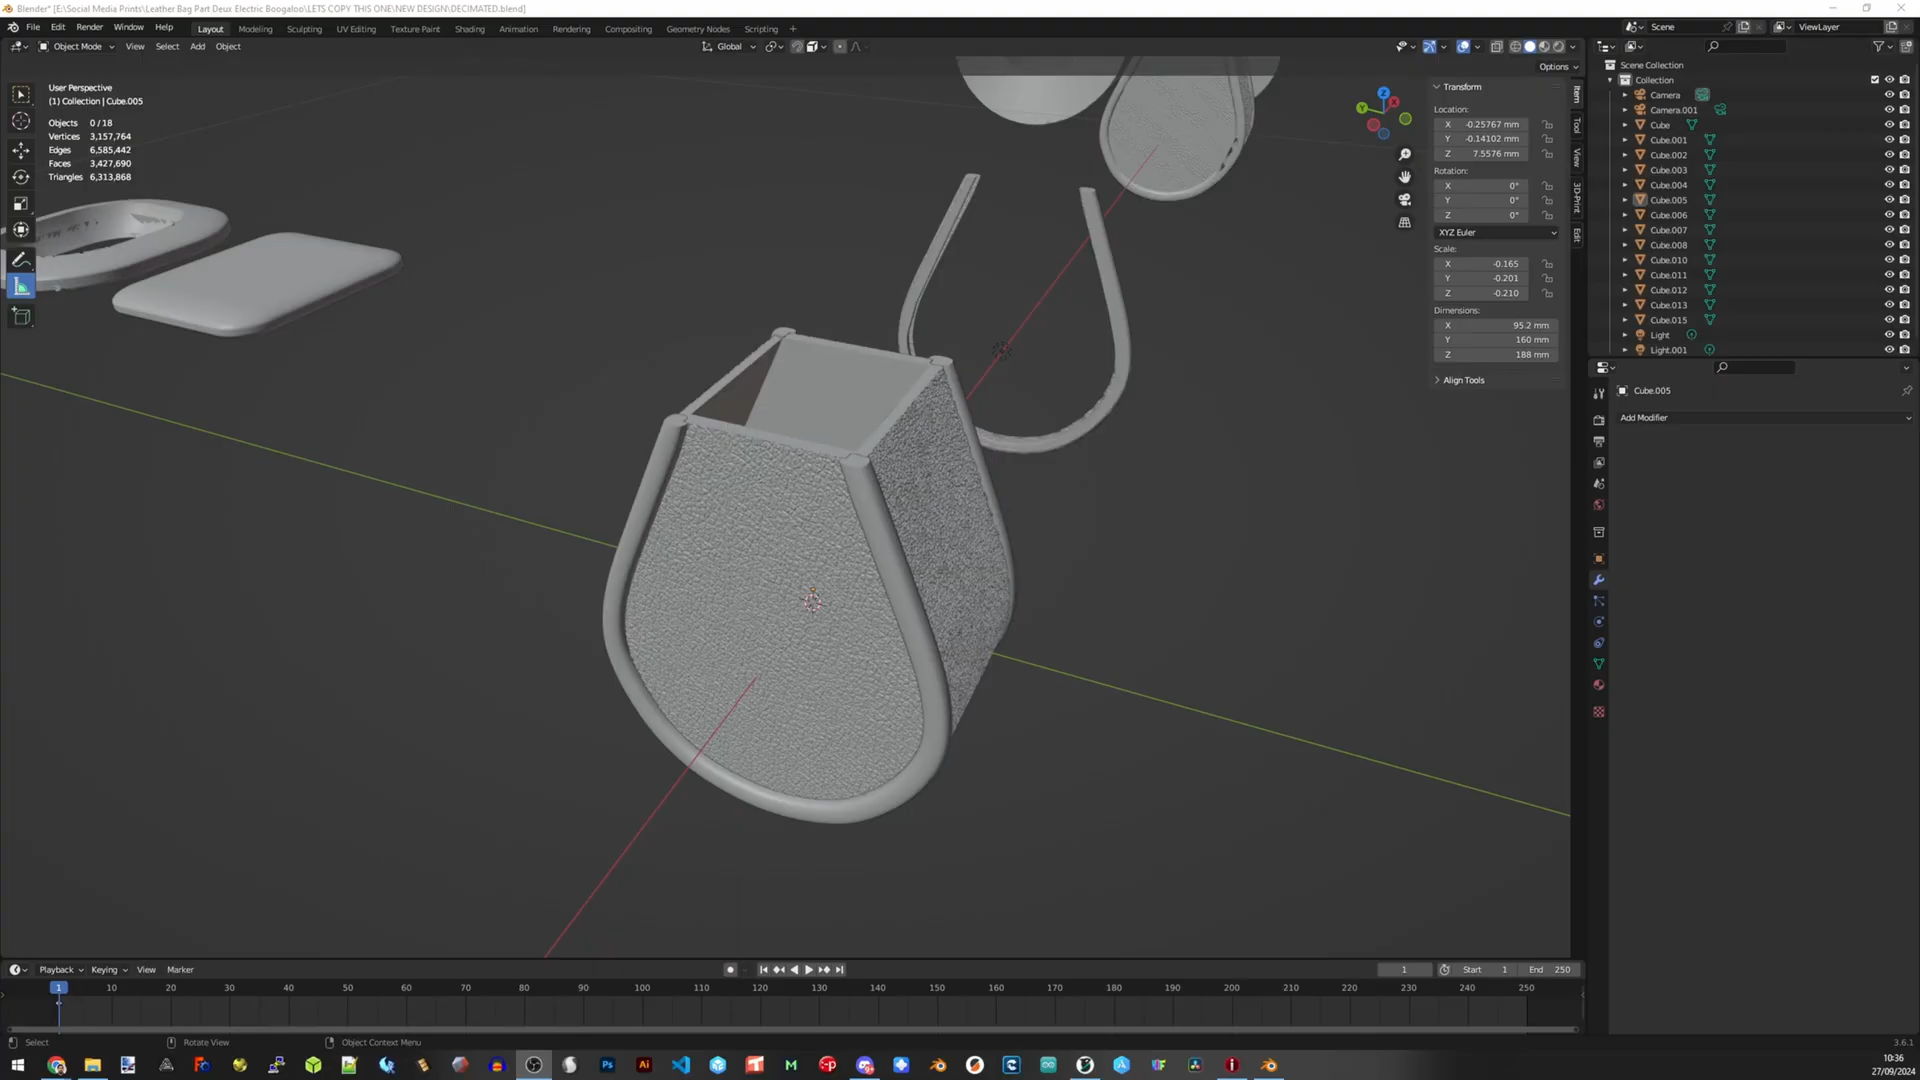 Blender* [E:\Social Media Prints\Leather Bag Part Deux Electric Boogaloo\LETS COPY THIS ONE\NEW DESIGN\DECIMATED.blend]
File Edit Render Window Help Layout Modeling Sculpting UV Editing Texture Paint Shading Animation Rendering Compositing Geometry Nodes Scripting + Scene ViewLayer
Object Mode View Select Add Object Global
Options
User Perspective
(1) Collection | Cube.005
Objects 0 / 18
Vertices 3,157,764
Edges 6,585,442
Faces 3,427,690
Triangles 6,313,868
Z
X
Y
Transform
Location:
X -0.25767 mm
Y -0.14102 mm
Z 7.5576 mm
Rotation:
X 0°
Y 0°
Z 0°
XYZ Euler
Scale:
X -0.165
Y -0.201
Z -0.210
Dimensions:
X 95.2 mm
Y 160 mm
Z 188 mm
Align Tools
Item
Tool
View
3D-Print
Edit
Scene Collection
Collection
Camera
Camera.001
Cube
Cube.001
Cube.002
Cube.003
Cube.004
Cube.005
Cube.006
Cube.007
Cube.008
Cube.010
Cube.011
Cube.012
Cube.013
Cube.015
Light
Light.001
Cube.005
Add Modifier
Playback Keying View Marker 1 Start 1 End 250
1 10 20 30 40 50 60 70 80 90 100 110 120 130 140 150 160 170 180 190 200 210 220 230 240 250
Select Rotate View Object Context Menu 3.6.1
Ps Ai
10:36
27/09/2024